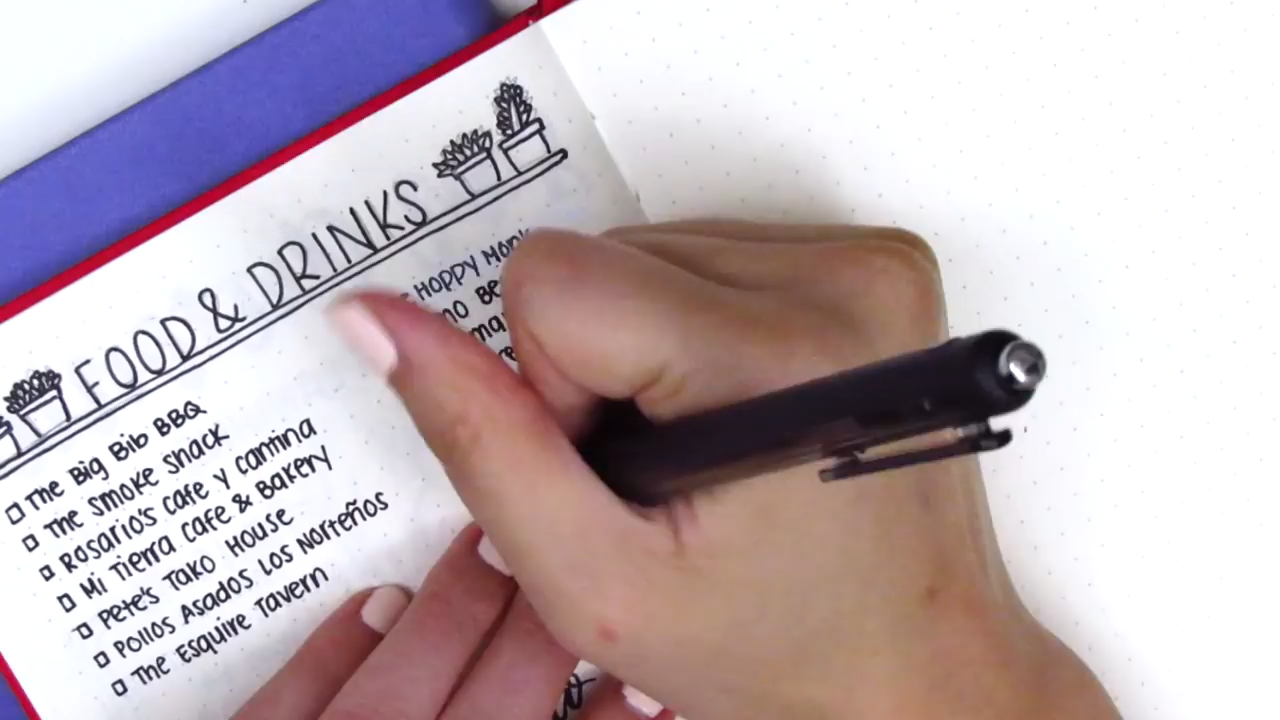 FOOD & DRINKS
The Big Bib BBQ
The Smoke Shack
Rosario's cafe y cantina
Mi Tierra Cafe & Bakery
Pete's Tako House
Pollos Asados Los Norteños
The Esquire Tavern
HOPPY